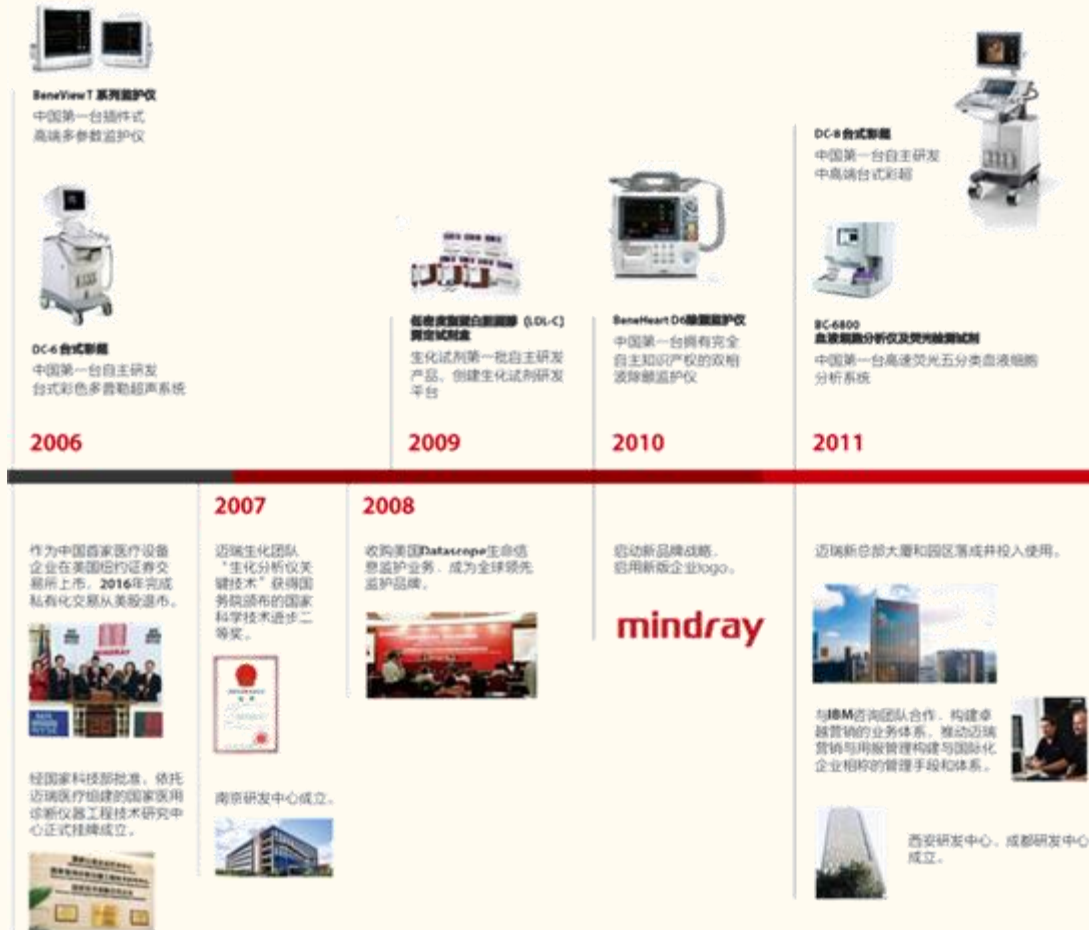 BeneView T 系列监护仪
中国第一台插件式
高端多参数监护仪
DC-6 台式彩超
中国第一台自主研发
台式彩色多普勒超声系统
2006
低密度脂蛋白胆固醇（LDL-C）
测定试剂盒
生化试剂第一批自主研发
产品，创建生化试剂研发
平台
2009
BeneHeart D6除颤监护仪
中国第一台拥有完全
自主知识产权的双相
波除颤监护仪
2010
DC-8 台式彩超
中国第一台自主研发
中高端台式彩超
BC-6800
血液细胞分析仪及荧光检测试剂
中国第一台高速荧光五分类血液细胞
分析系统
2011
作为中国首家医疗设备
企业在美国纽约证券交
易所上市，2016年完成
私有化交易从美股退市。
MINDRAY
经国家科技部批准，依托
迈瑞医疗组建的国家医用
诊断仪器工程技术研究中
心正式挂牌成立。
2007
迈瑞生化团队
“生化分析仪关
键技术”获得国
务院颁布的国家
科学技术进步二
等奖。
南京研发中心成立。
2008
收购美国Datascope生命信
息监护业务，成为全球领先
监护品牌。
启动新品牌战略，
启用新版企业logo。
mindray
迈瑞新总部大厦和园区落成并投入使用。
与IBM咨询团队合作，构建卓
越营销的业务体系，推动迈瑞
营销与用服管理构建与国际化
企业相称的管理手段和体系。
西安研发中心、成都研发中心
成立。